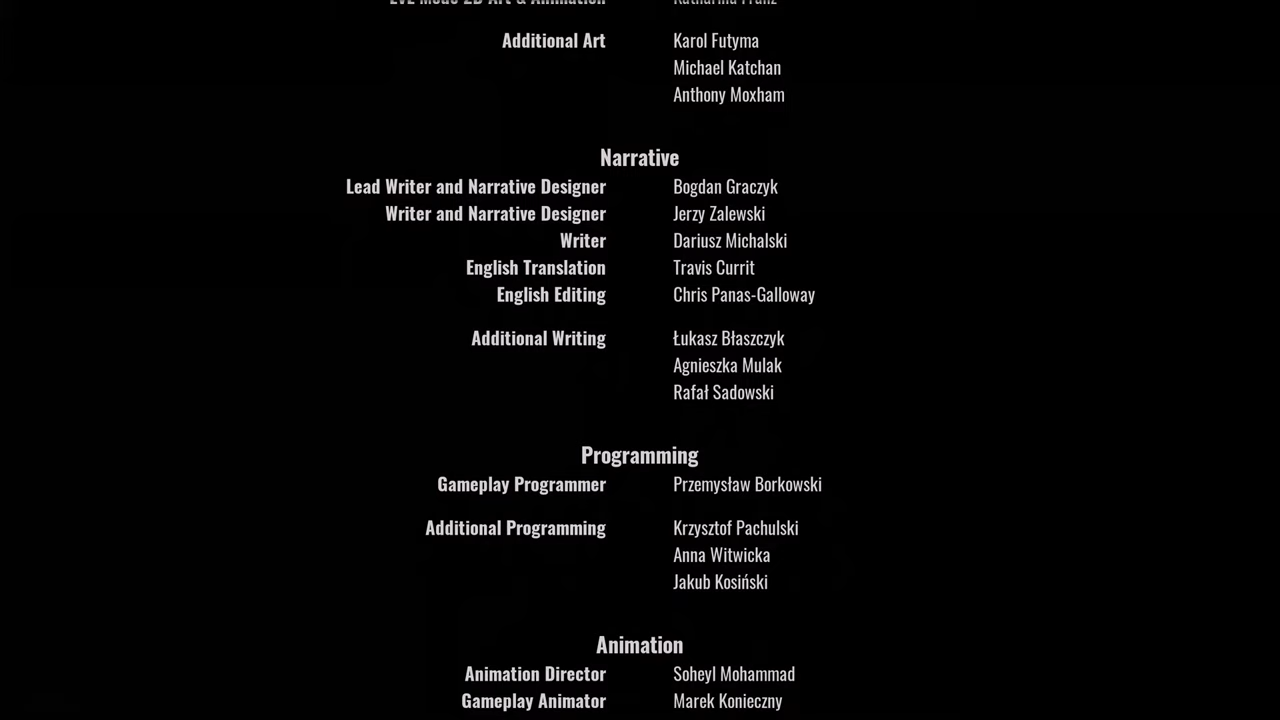 Additional Art Karol Futyma
Michael Katchan
Anthony Moxham
Narrative
Lead Writer and Narrative Designer Bogdan Graczyk
Writer and Narrative Designer Jerzy Zalewski
Writer Dariusz Michalski
English Translation Travis Currit
English Editing Chris Panas-Galloway
Additional Writing Łukasz Błaszczyk
Agnieszka Mulak
Rafał Sadowski
Programming
Gameplay Programmer Przemysław Borkowski
Additional Programming Krzysztof Pachulski
Anna Witwicka
Jakub Kosiński
Animation
Animation Director Soheyl Mohammad
Gameplay Animator Marek Konieczny